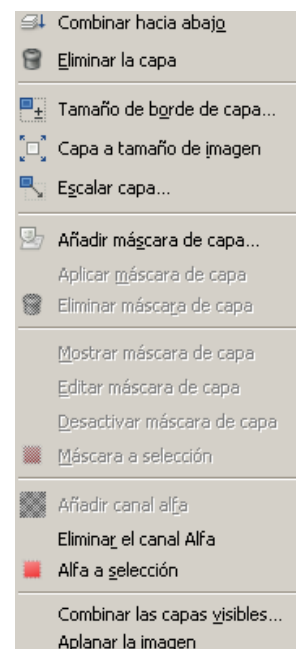 Combinar hacia abajo
Eliminar la capa
Tamaño de borde de capa...
Capa a tamaño de imagen
Escalar capa...
Añadir máscara de capa...
Aplicar máscara de capa
Eliminar máscara de capa
Mostrar máscara de capa
Editar máscara de capa
Desactivar máscara de capa
Máscara a selección
Añadir canal alfa
Eliminar el canal Alfa
Alfa a selección
Combinar las capas visibles...
Aplanar la imagen